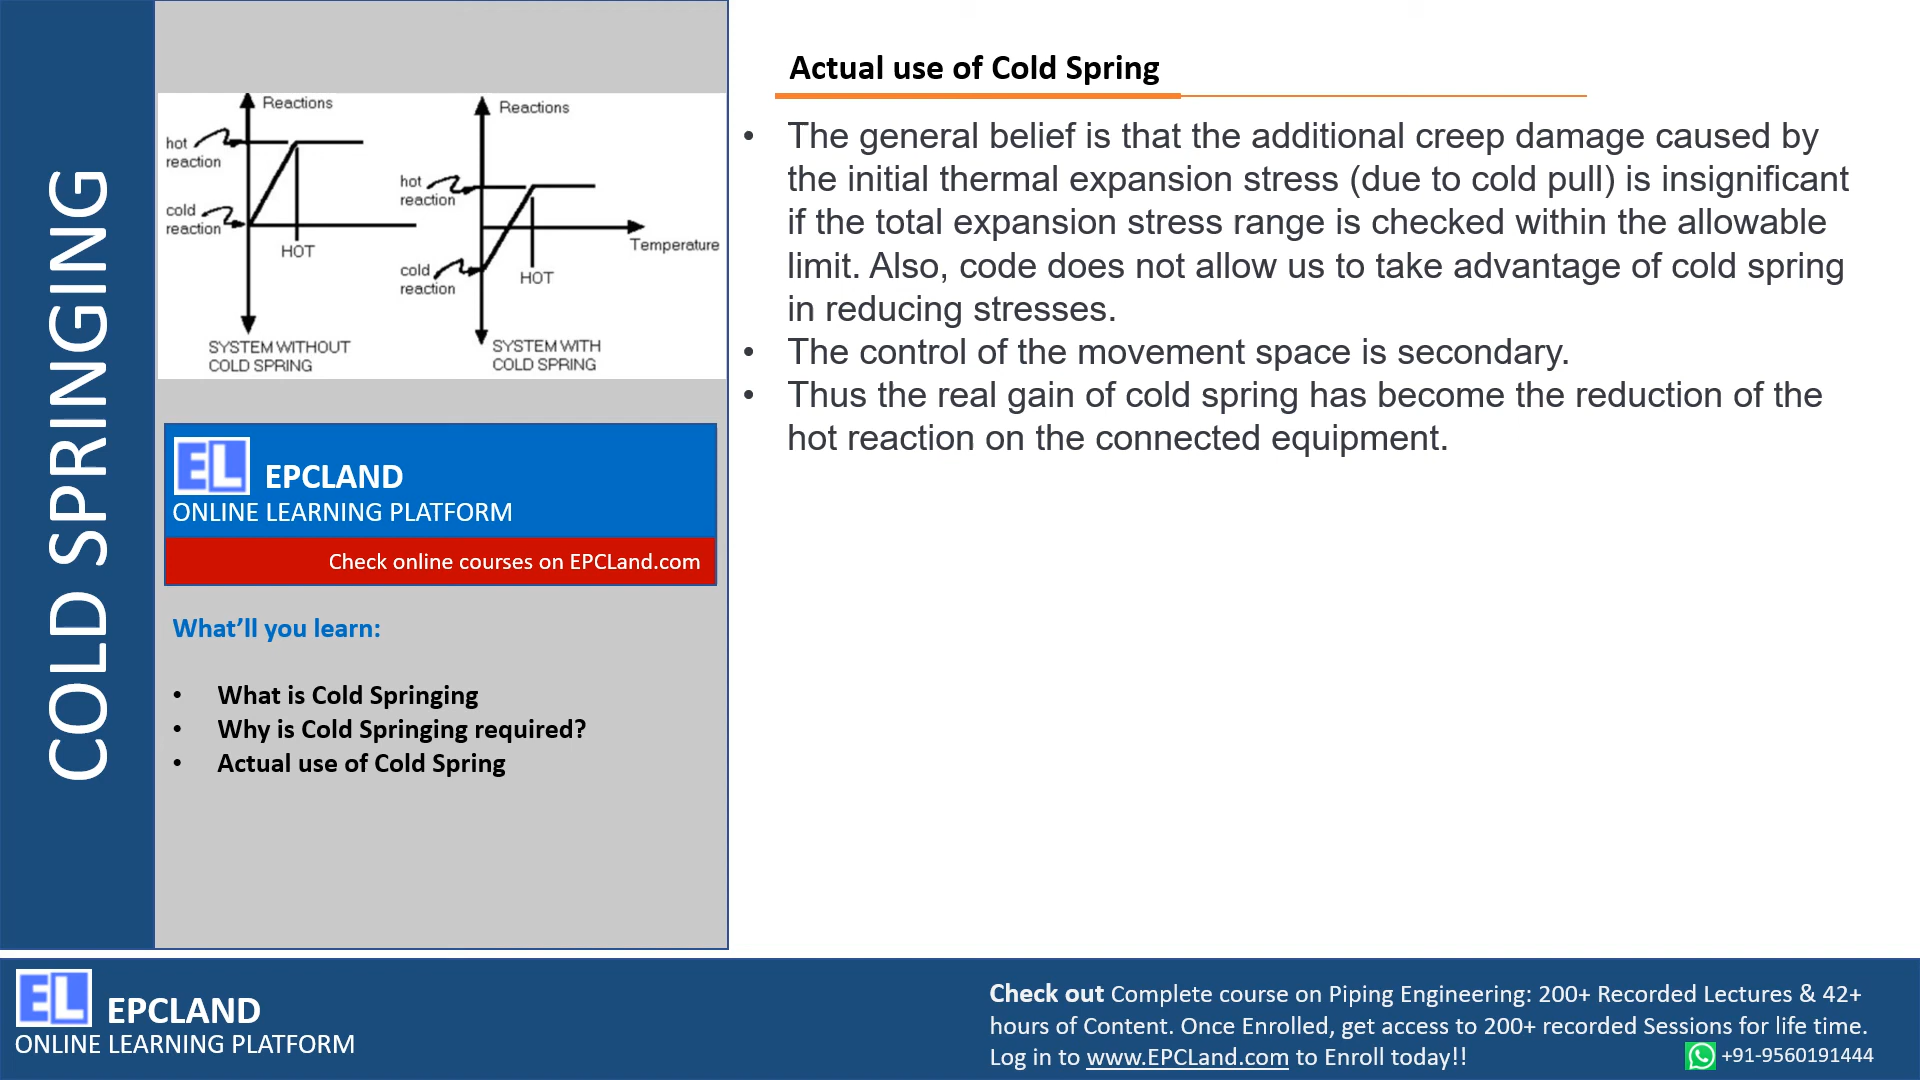 COLD SPRINGING
Reactions
hot
reaction
cold
reaction
HOT
SYSTEM WITHOUT
COLD SPRING
Reactions
hot
reaction
Temperature
cold
reaction
HOT
SYSTEM WITH
COLD SPRING
EL EPCLAND
ONLINE LEARNING PLATFORM
Check online courses on EPCLand.com
What’ll you learn:
• What is Cold Springing
• Why is Cold Springing required?
• Actual use of Cold Spring
Actual use of Cold Spring
• The general belief is that the additional creep damage caused by
the initial thermal expansion stress (due to cold pull) is insignificant
if the total expansion stress range is checked within the allowable
limit. Also, code does not allow us to take advantage of cold spring
in reducing stresses.
• The control of the movement space is secondary.
• Thus the real gain of cold spring has become the reduction of the
hot reaction on the connected equipment.
EL EPCLAND
ONLINE LEARNING PLATFORM
Check out Complete course on Piping Engineering: 200+ Recorded Lectures & 42+
hours of Content. Once Enrolled, get access to 200+ recorded Sessions for life time.
Log in to www.EPCLand.com to Enroll today!!
+91-9560191444